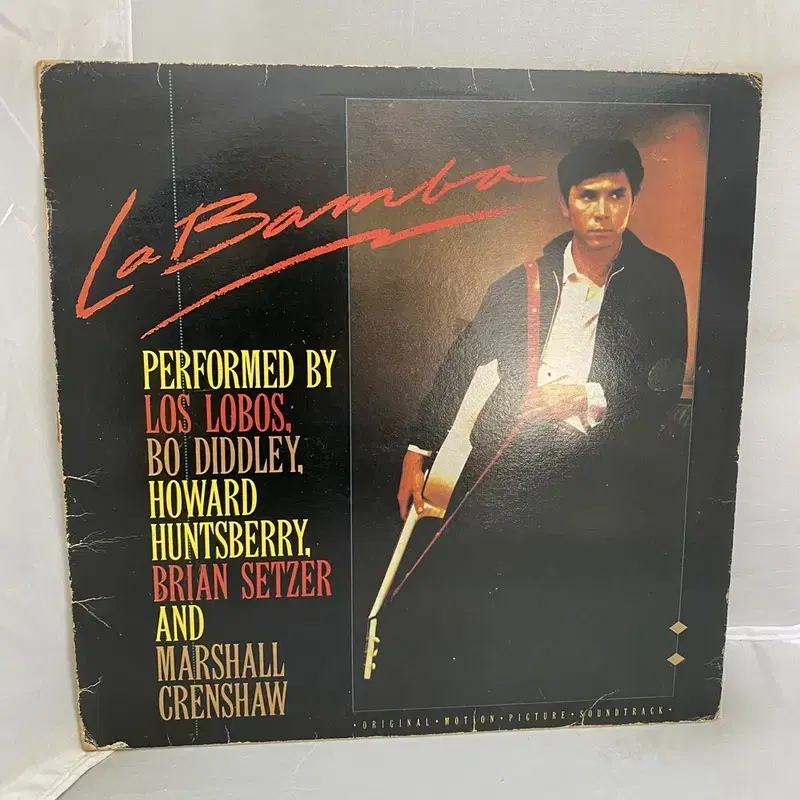 La Bamba
PERFORMED BY
LOS LOBOS,
BO DIDDLEY,
HOWARD
HUNTSBERRY,
BRIAN SETZER
AND
MARSHALL
CRENSHAW
•ORIGINAL•MOTION•PICTURE•SOUNDTRACK•